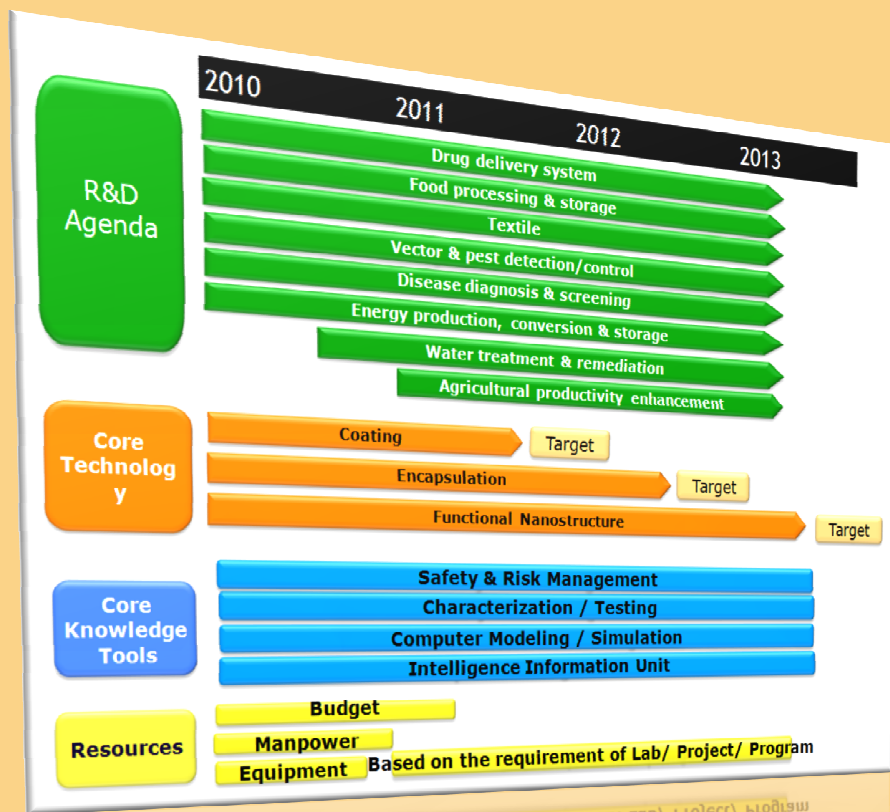 2010
2011
2012
2013
R&D
Agenda
Drug delivery system
Food processing & storage
Textile
Vector & pest detection/control
Disease diagnosis & screening
Energy production, conversion & storage
Water treatment & remediation
Agricultural productivity enhancement
Core
Technolog
y
Coating
Target
Encapsulation
Target
Functional Nanostructure
Target
Core
Knowledge
Tools
Safety & Risk Management
Characterization / Testing
Computer Modeling / Simulation
Intelligence Information Unit
Resources
Budget
Manpower
Equipment
Based on the requirement of Lab/ Project/ Program